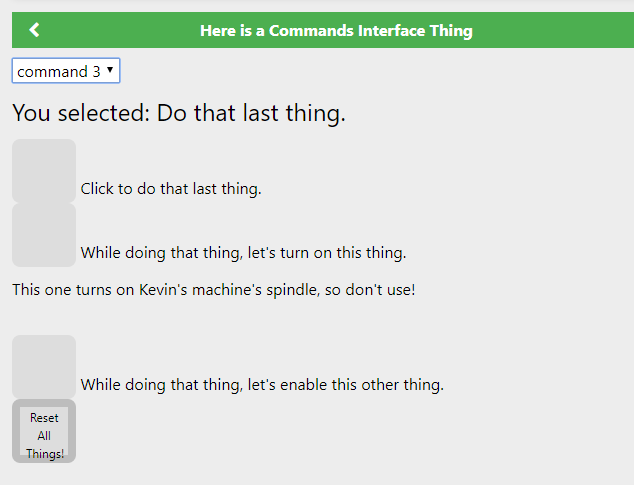 Here is a Commands Interface Thing
command 3
You selected: Do that last thing.
Click to do that last thing.
While doing that thing, let's turn on this thing.
This one turns on Kevin's machine's spindle, so don't use!
While doing that thing, let's enable this other thing.
Reset
All
Things!